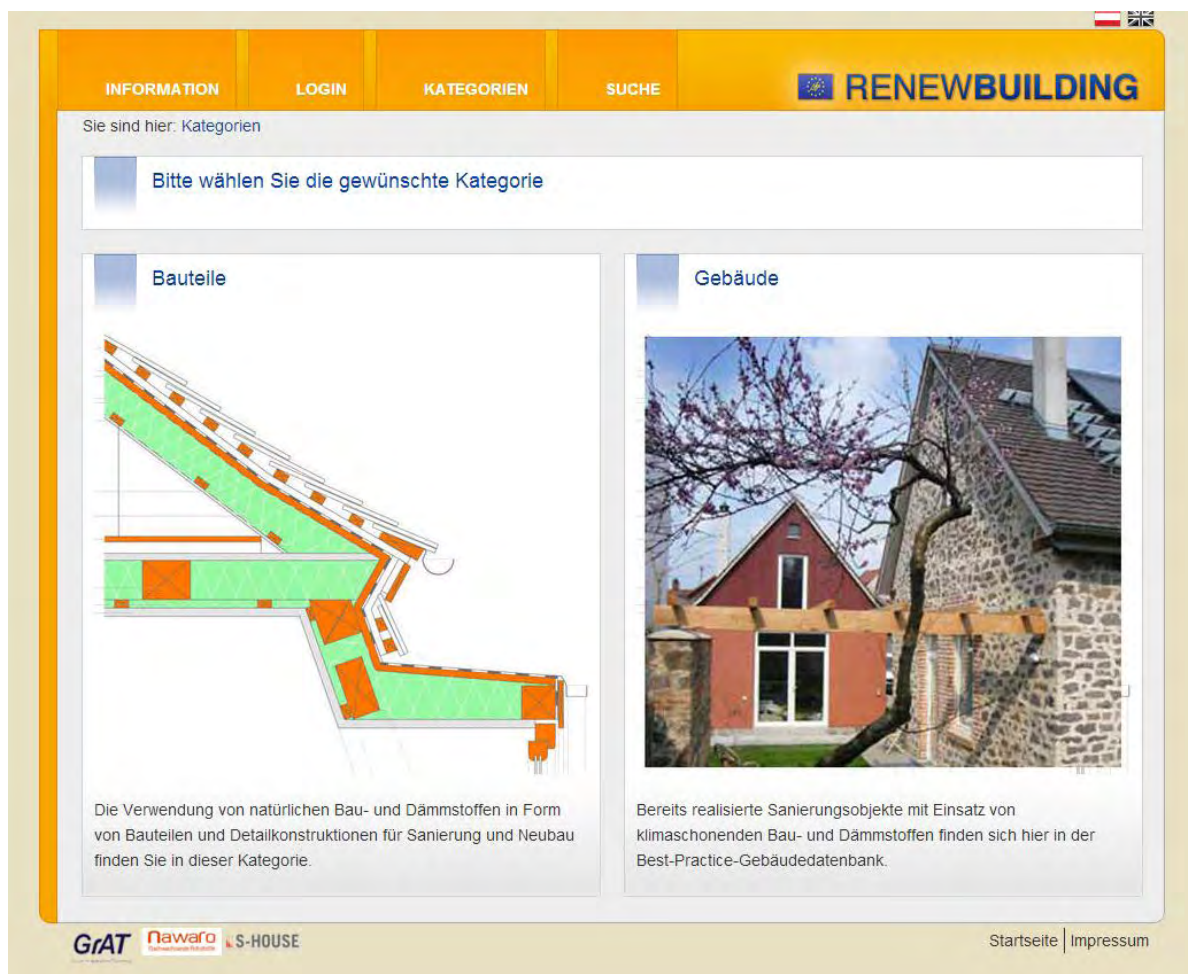 INFORMATION LOGIN KATEGORIEN SUCHE RENEWBUILDING
Sie sind hier: Kategorien
Bitte wählen Sie die gewünschte Kategorie
Bauteile
Die Verwendung von natürlichen Bau- und Dämmstoffen in Form
von Bauteilen und Detailkonstruktionen für Sanierung und Neubau
finden Sie in dieser Kategorie.
Gebäude
Bereits realisierte Sanierungsobjekte mit Einsatz von
klimaschonenden Bau- und Dämmstoffen finden sich hier in der
Best-Practice-Gebäudedatenbank.
GrAT nawaro S-HOUSE Startseite | Impressum